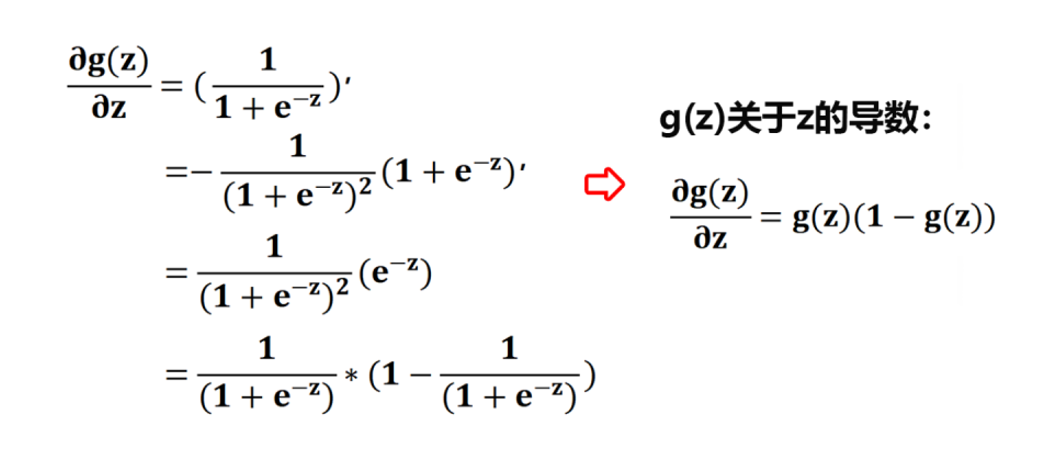 ∂g(z)/∂z = (1/(1 + e^{−z}))′
=− 1/(1 + e^{−z})^2 (1 + e^{−z})′
= 1/(1 + e^{−z})^2 (e^{−z})
= 1/(1 + e^{−z}) * (1 − 1/(1 + e^{−z}))
g(z)关于z的导数：
∂g(z)/∂z = g(z)(1 − g(z))